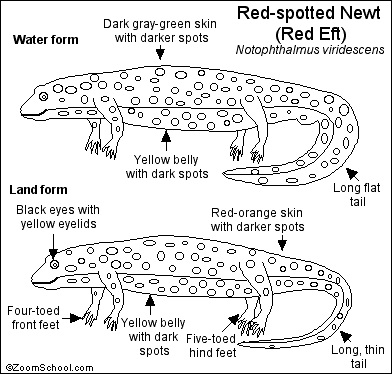 Red-spotted Newt
(Red Eft)
Notophthalmus viridescens
Dark gray-green skin
with darker spots
Water form
Yellow belly
with dark spots
Long flat
tail
Land form
Black eyes with
yellow eyelids
Red-orange skin
with darker spots
Four-toed
front feet
Yellow belly
with dark
spots
Five-toed
hind feet
Long, thin
tail
©ZoomSchool.com